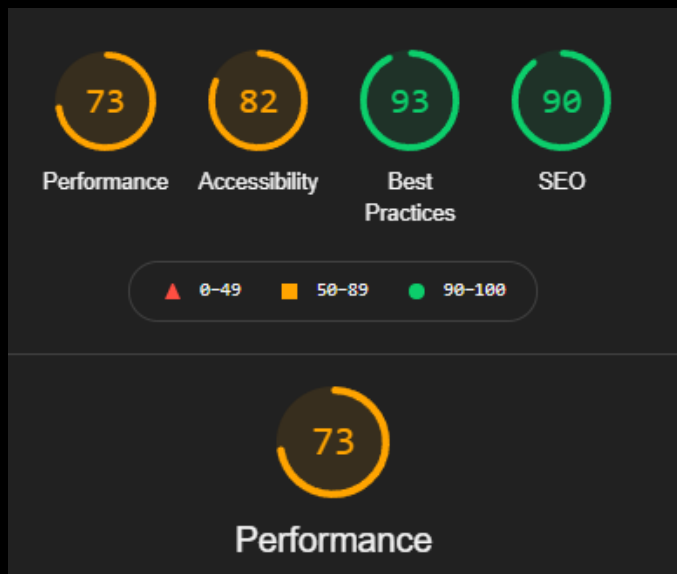 73 82 93 90
Performance Accessibility Best Practices SEO
0–49 50–89 90–100
73
Performance